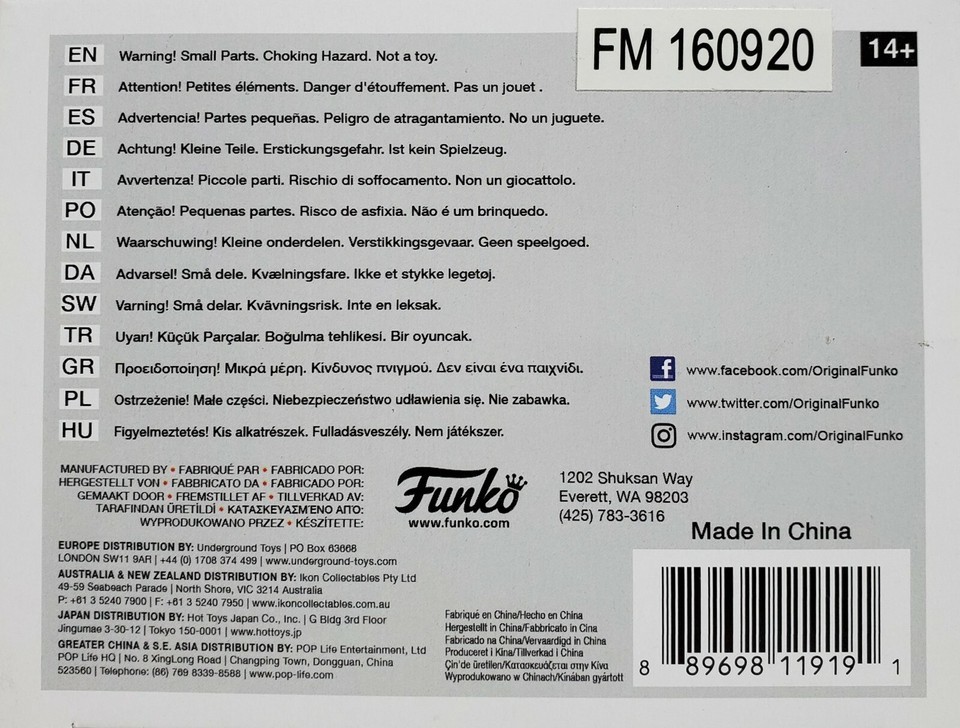 FM 160920
14+
EN Warning! Small Parts. Choking Hazard. Not a toy.
FR Attention! Petites éléments. Danger d'étouffement. Pas un jouet .
ES Advertencia! Partes pequeñas. Peligro de atragantamiento. No un juguete.
DE Achtung! Kleine Teile. Erstickungsgefahr. Ist kein Spielzeug.
IT Avvertenza! Piccole parti. Rischio di soffocamento. Non un giocattolo.
PO Atenção! Pequenas partes. Risco de asfixia. Não é um brinquedo.
NL Waarschuwing! Kleine onderdelen. Verstikkingsgevaar. Geen speelgoed.
DA Advarsel! Små dele. Kvælningsfare. Ikke et stykke legetøj.
SW Varning! Små delar. Kvävningsrisk. Inte en leksak.
TR Uyarı! Küçük Parçalar. Boğulma tehlikesi. Bir oyuncak.
GR Προειδοποίηση! Μικρά μέρη. Κίνδυνος πνιγμού. Δεν είναι ένα παιχνίδι.
PL Ostrzeżenie! Małe części. Niebezpieczeństwo udławienia się. Nie zabawka.
HU Figyelmeztetés! Kis alkatrészek. Fulladásveszély. Nem játékszer.
www.facebook.com/OriginalFunko
www.twitter.com/OriginalFunko
www.instagram.com/OriginalFunko
MANUFACTURED BY • FABRIQUÉ PAR • FABRICADO POR:
HERGESTELLT VON • FABBRICATO DA • FABRICADO POR:
GEMAAKT DOOR • FREMSTILLET AF • TILLVERKAD AV:
TARAFINDAN ÜRETİLDİ • ΚΑΤΑΣΚΕΥΑΣΜΈΝΟ ΑΠΌ:
WYPRODUKOWANO PRZEZ • KÉSZÍTETTE:
Funko
www.funko.com
1202 Shuksan Way
Everett, WA 98203
(425) 783-3616
Made In China
EUROPE DISTRIBUTION BY: Underground Toys | PO Box 63668
LONDON SW11 9AR | +44 (0) 1708 374 499 | www.underground-toys.com
AUSTRALIA & NEW ZEALAND DISTRIBUTION BY: Ikon Collectables Pty Ltd
49-59 Seabeach Parade | North Shore, VIC 3214 Australia
P: +61 3 5240 7900 | F: +61 3 5240 7950 | www.ikoncollectables.com.au
JAPAN DISTRIBUTION BY: Hot Toys Japan Co., Inc. | G Bldg 3rd Floor
Jingumae 3-30-12 | Tokyo 150-0001 | www.hottoys.jp
GREATER CHINA & S.E. ASIA DISTRIBUTION BY: POP Life Entertainment, Ltd
POP Life HQ | No. 8 XingLong Road | Changping Town, Dongguan, China
523560 | Telephone: (86) 769 8339-8588 | www.pop-life.com
Fabriqué en China/Hecho en China
Hergestellt in China/Fabbricato in Cina
Fabricado na China/Vervaardigd in China
Produceret i Kina/Tillverkad i China
Çin'de üretilen/Κατασκευάζεται στην Κίνα
Wyprodukowano w Chinach/Kínában gyártott
8 89698 11919 1